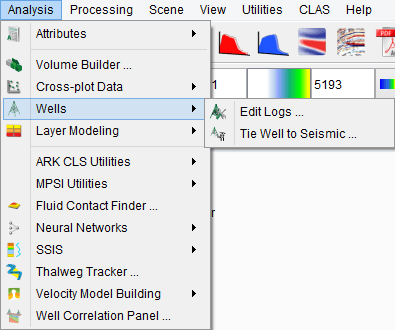 Analysis Processing Scene View Utilities CLAS Help
Attributes
PDF
Volume Builder ...
Cross-plot Data
1 5193
Wells
Edit Logs ...
Layer Modeling
Tie Well to Seismic ...
ARK CLS Utilities
MPSI Utilities
Fluid Contact Finder ...
Neural Networks
SSIS
Thalweg Tracker ...
Velocity Model Building
Well Correlation Panel ...